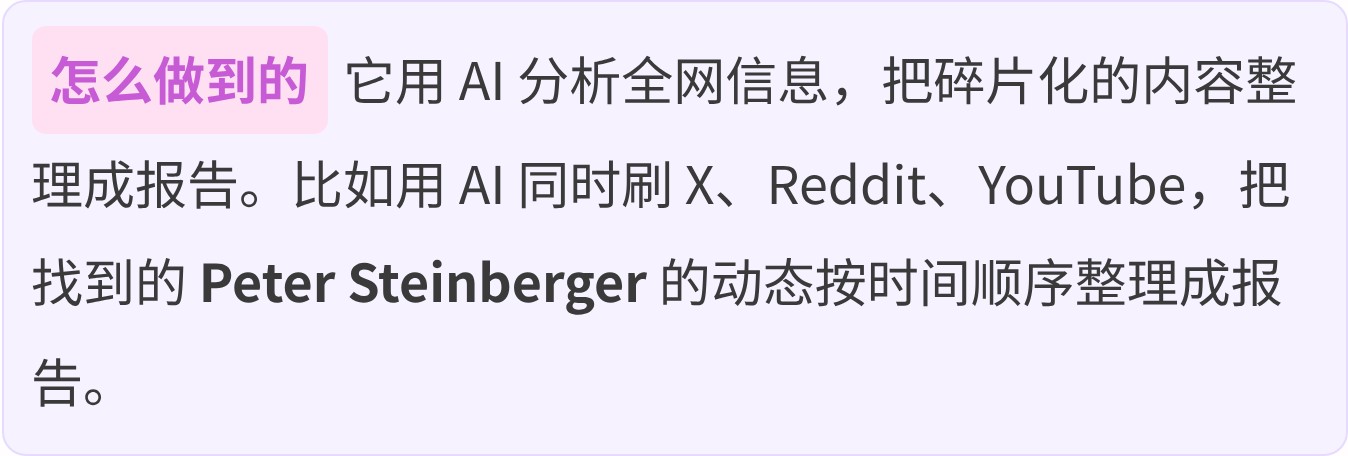 怎么做到的 它用 AI 分析全网信息，把碎片化的内容整
理成报告。比如用 AI 同时刷 X、Reddit、YouTube，把
找到的 Peter Steinberger 的动态按时间顺序整理成报
告。